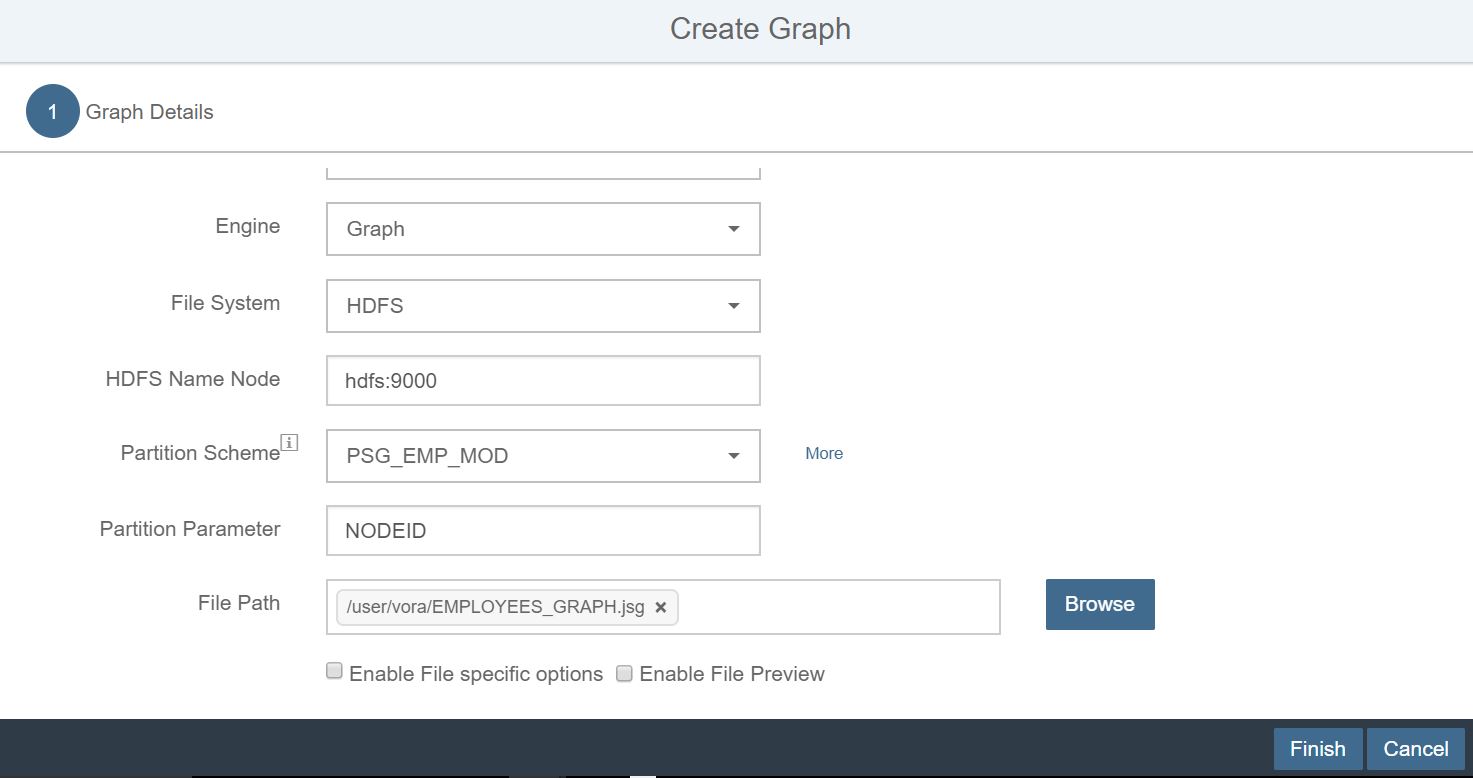 Create Graph
1 Graph Details
Engine Graph
File System HDFS
HDFS Name Node hdfs:9000
Partition Scheme i PSG_EMP_MOD More
Partition Parameter NODEID
File Path /user/vora/EMPLOYEES_GRAPH.jsg × Browse
Enable File specific options Enable File Preview
Finish Cancel